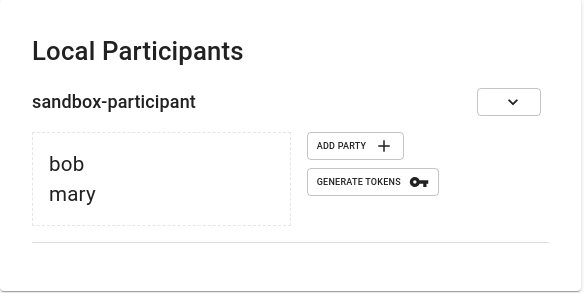 Local Participants
sandbox-participant
bob
mary
ADD PARTY
GENERATE TOKENS